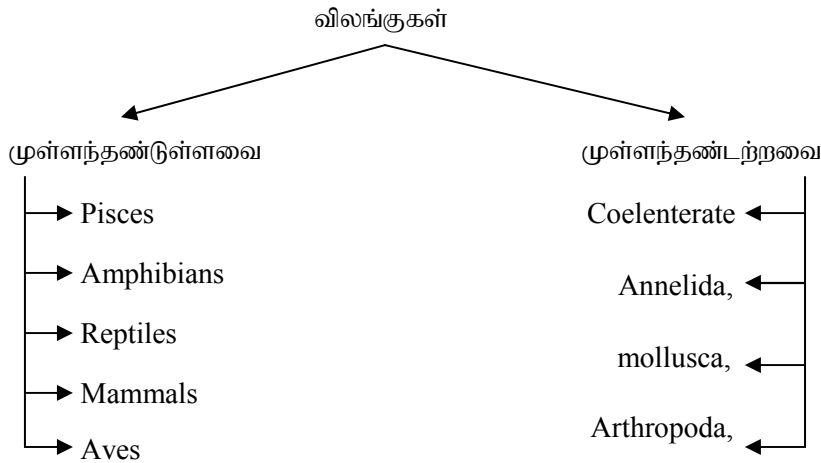 விலங்குகள்
முள்ளந்தண்டுள்ளவை
Pisces
Amphibians
Reptiles
Mammals
Aves
முள்ளந்தண்டற்றவை
Coelenterate
Annelida,
mollusca,
Arthropoda,